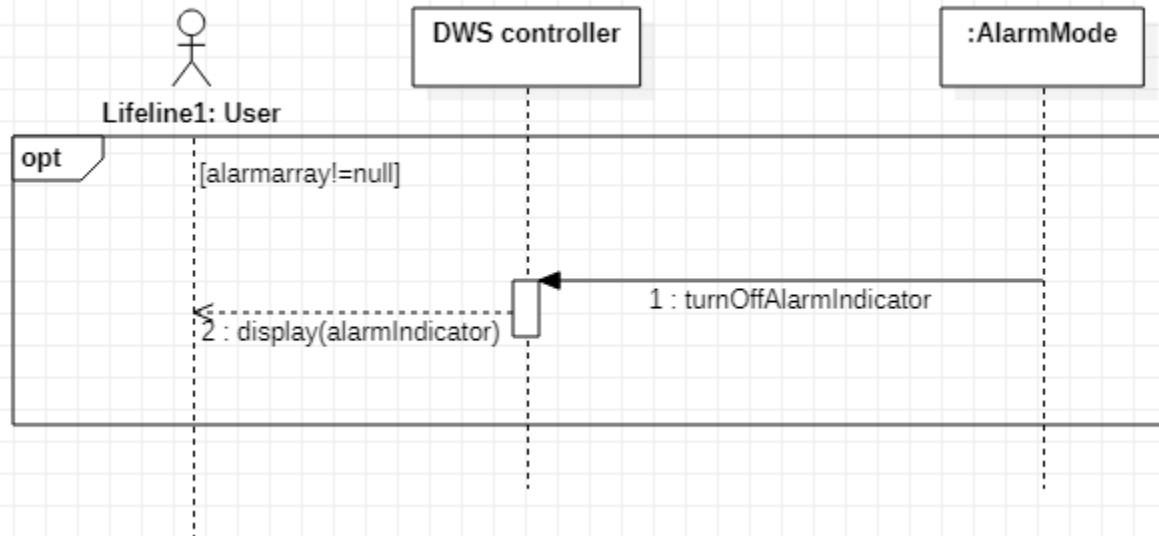 DWS controller
:AlarmMode
Lifeline1: User
opt
[alarmarray!=null]
1 : turnOffAlarmIndicator
2 : display(alarmIndicator)